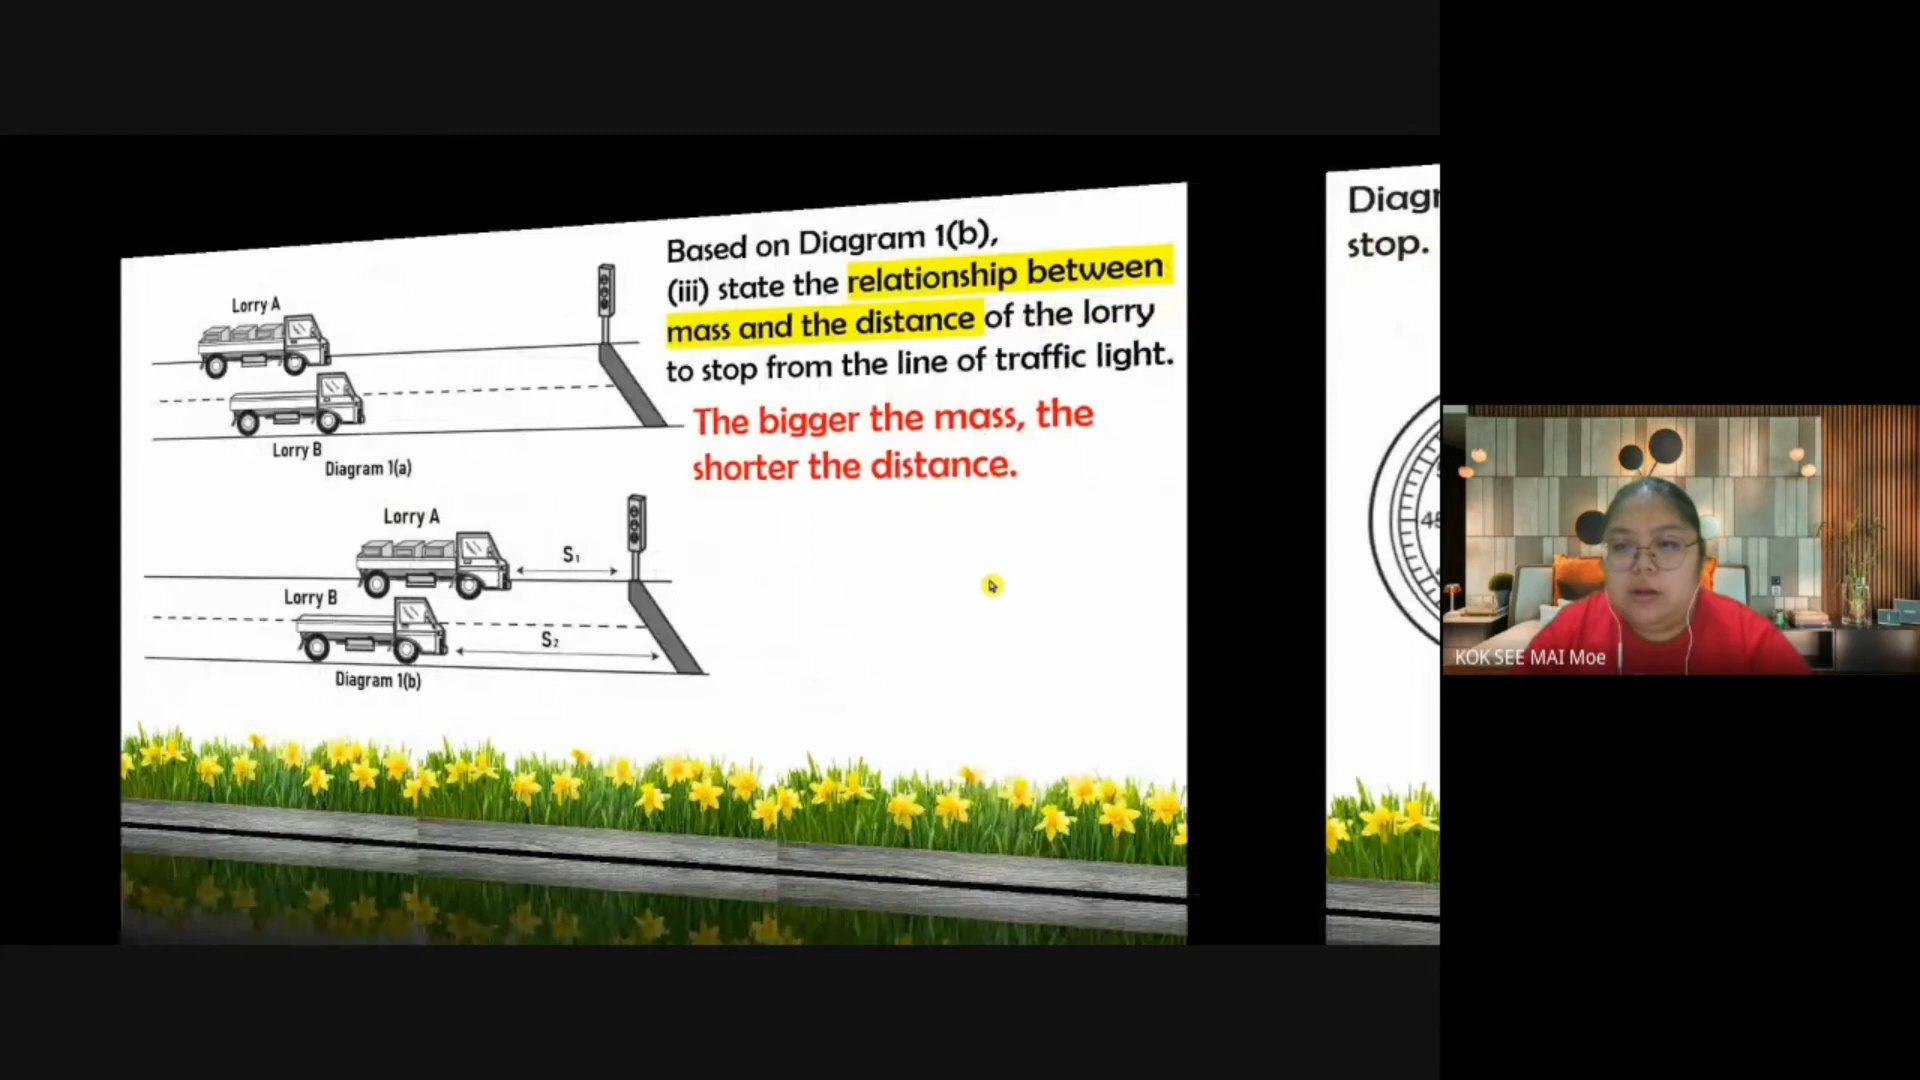 Lorry A
Lorry B
Diagram 1(a)
Lorry A
S₁
Lorry B
S₂
Diagram 1(b)
Based on Diagram 1(b),
(iii) state the relationship between
mass and the distance of the lorry
to stop from the line of traffic light.
The bigger the mass, the
shorter the distance.
stop.
KOK SEE MAI Moe